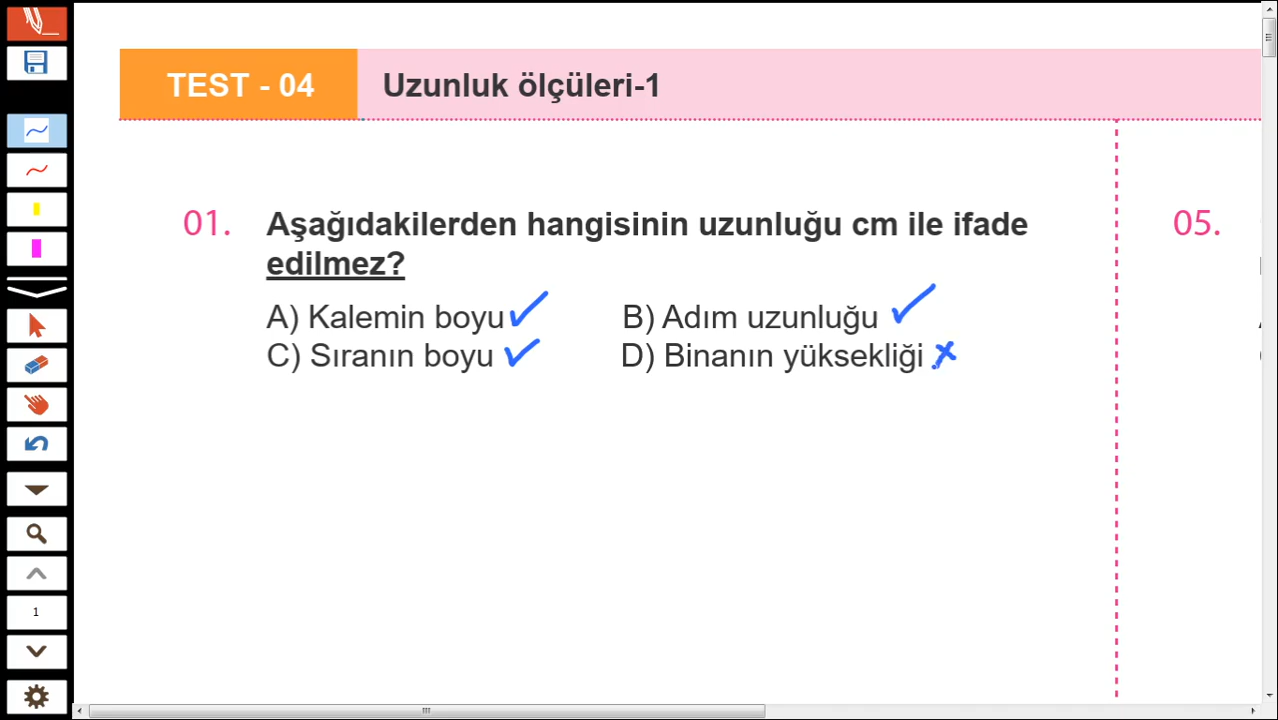 TEST - 04
Uzunluk ölçüleri-1
01. Aşağıdakilerden hangisinin uzunluğu cm ile ifade
edilmez?
A) Kalemin boyu B) Adım uzunluğu
C) Sıranın boyu D) Binanın yüksekliği
05.
1